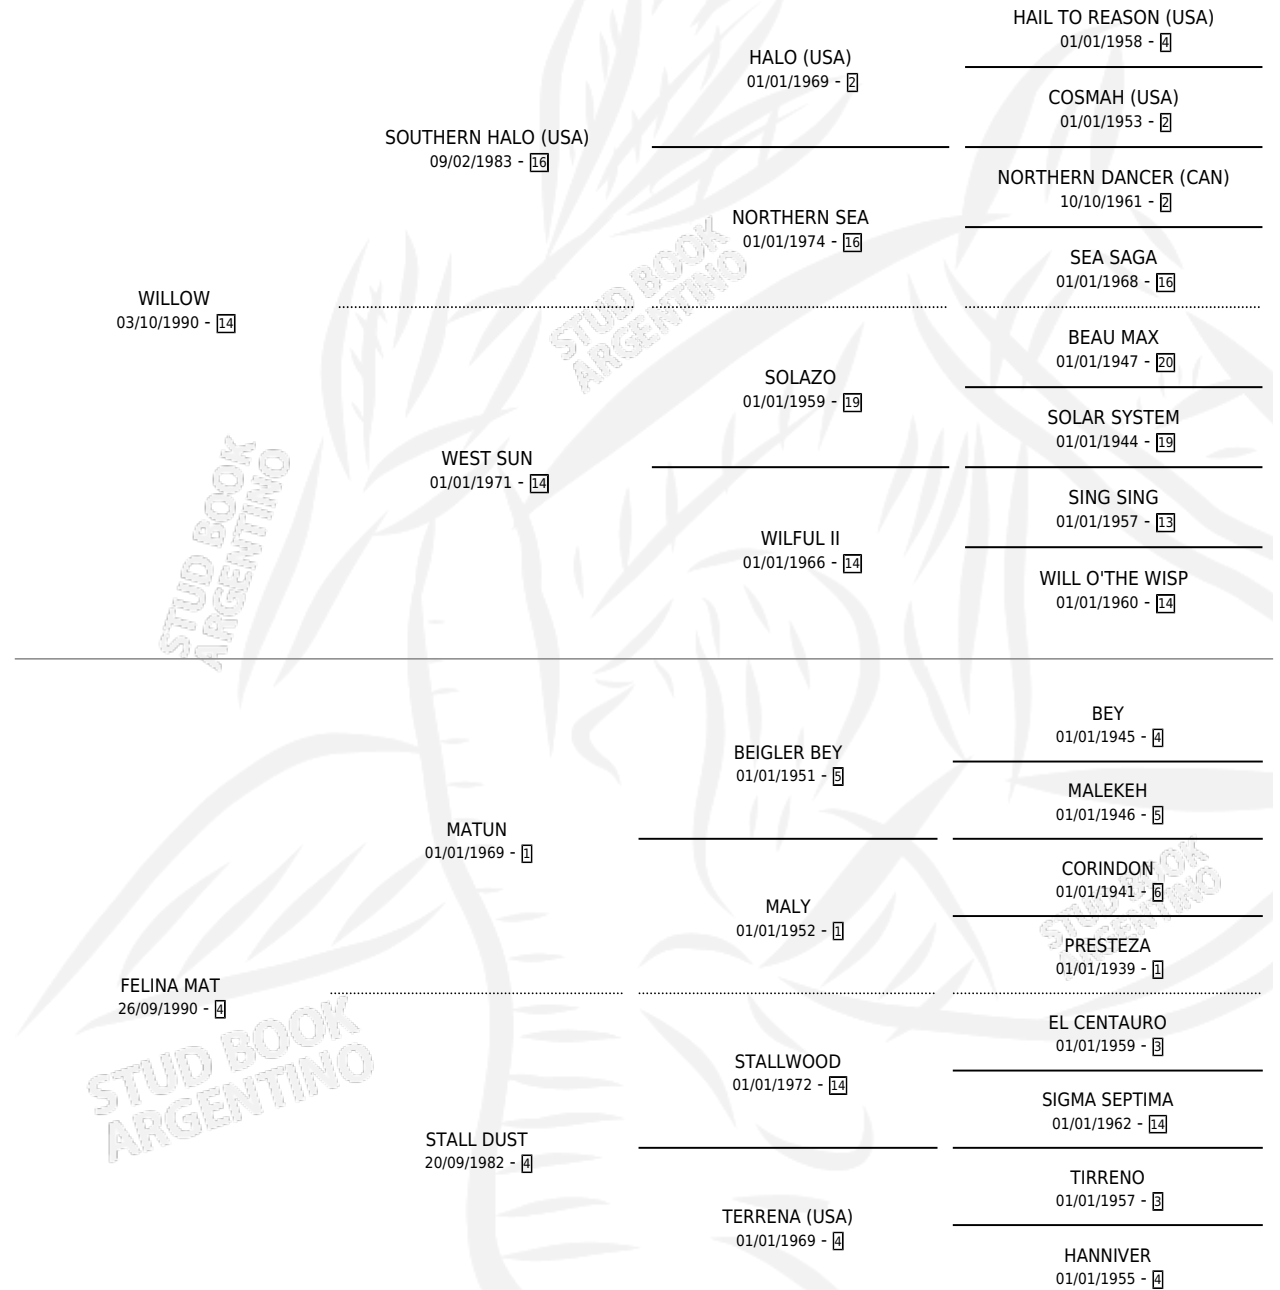 HAIL TO REASON (USA)
01/01/1958 - 4
HALO (USA)
01/01/1969 - 2
COSMAH (USA)
01/01/1953 - 2
SOUTHERN HALO (USA)
09/02/1983 - 16
NORTHERN DANCER (CAN)
10/10/1961 - 2
NORTHERN SEA
01/01/1974 - 16
SEA SAGA
01/01/1968 - 16
WILLOW
03/10/1990 - 14
STUD BOOK
ARGENTINO
BEAU MAX
01/01/1947 - 20
SOLAZO
01/01/1959 - 19
SOLAR SYSTEM
01/01/1944 - 19
WEST SUN
01/01/1971 - 14
SING SING
01/01/1957 - 13
WILFUL II
01/01/1966 - 14
WILL O'THE WISP
01/01/1960 - 14
STUD BOOK
ARGENTINO
BEY
01/01/1945 - 4
BEIGLER BEY
01/01/1951 - 5
MALEKEH
01/01/1946 - 5
MATUN
01/01/1969 - 1
CORINDON
01/01/1941 - 6
MALY
01/01/1952 - 1
PRESTEZA
01/01/1939 - 1
STUD BOOK
ARGENTINO
FELINA MAT
26/09/1990 - 4
EL CENTAURO
01/01/1959 - 3
STALLWOOD
01/01/1972 - 14
SIGMA SEPTIMA
01/01/1962 - 14
STUD BOOK
ARGENTINO
STALL DUST
20/09/1982 - 4
TIRRENO
01/01/1957 - 3
TERRENA (USA)
01/01/1969 - 4
HANNIVER
01/01/1955 - 4